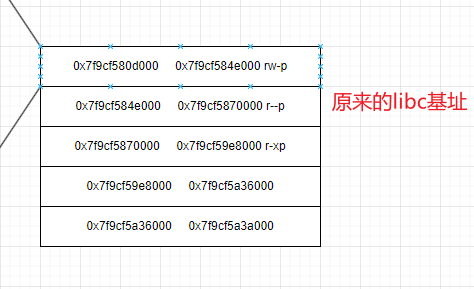 0x7f9cf580d000 0x7f9cf584e000 rw-p
0x7f9cf584e000 0x7f9cf5870000 r--p
原来的libc基址
0x7f9cf5870000 0x7f9cf59e8000 r-xp
0x7f9cf59e8000 0x7f9cf5a36000
0x7f9cf5a36000 0x7f9cf5a3a000